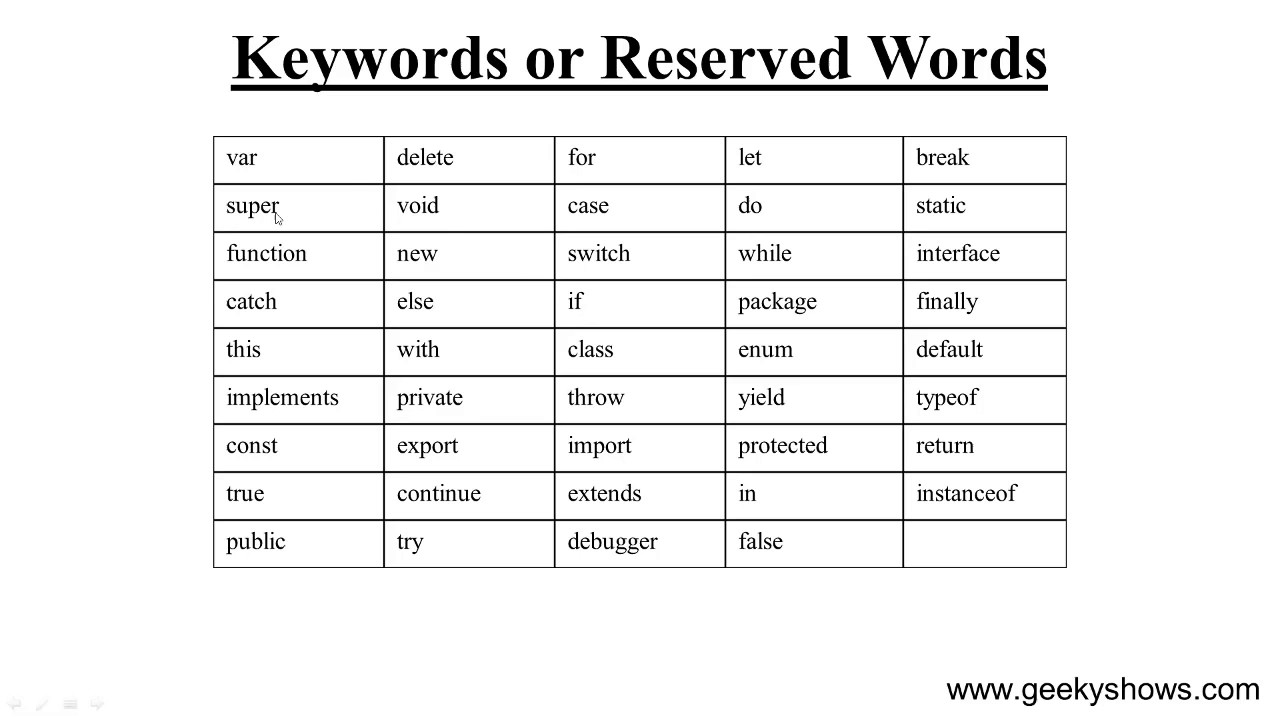 Keywords or Reserved Words
var delete for let break
super void case do static
function new switch while interface
catch else if package finally
this with class enum default
implements private throw yield typeof
const export import protected return
true continue extends in instanceof
public try debugger false
www.geekyshows.com